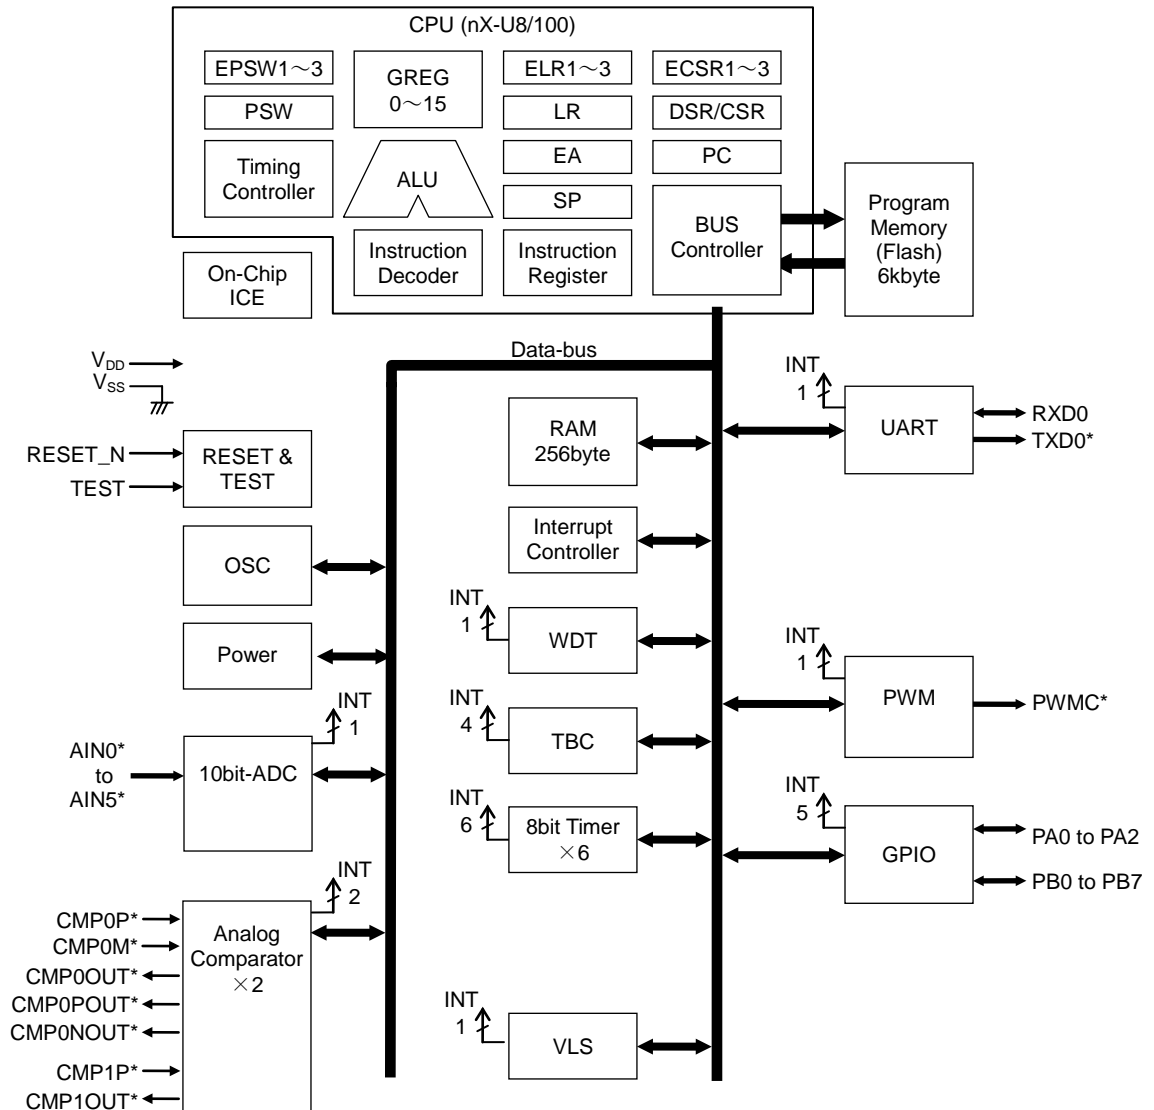 CPU (nX-U8/100)
EPSW1～3
GREG
0～15
ELR1～3
ECSR1～3
PSW
LR
DSR/CSR
Timing
Controller
ALU
EA
PC
SP
BUS
Controller
Program
Memory
(Flash)
6kbyte
Instruction
Decoder
Instruction
Register
On-Chip
ICE
Data-bus
VDD
VSS
INT
1
UART
RXD0
TXD0*
RAM
256byte
RESET_N
TEST
RESET &
TEST
Interrupt
Controller
OSC
INT
1
WDT
Power
INT
1
PWM
PWMC*
INT
1
AIN0*
to
AIN5*
10bit-ADC
INT
4
TBC
INT
6
8bit Timer
×6
INT
5
GPIO
PA0 to PA2
PB0 to PB7
INT
2
CMP0P*
CMP0M*
CMP0OUT*
CMP0POUT*
CMP0NOUT*
CMP1P*
CMP1OUT*
Analog
Comparator
×2
INT
1
VLS